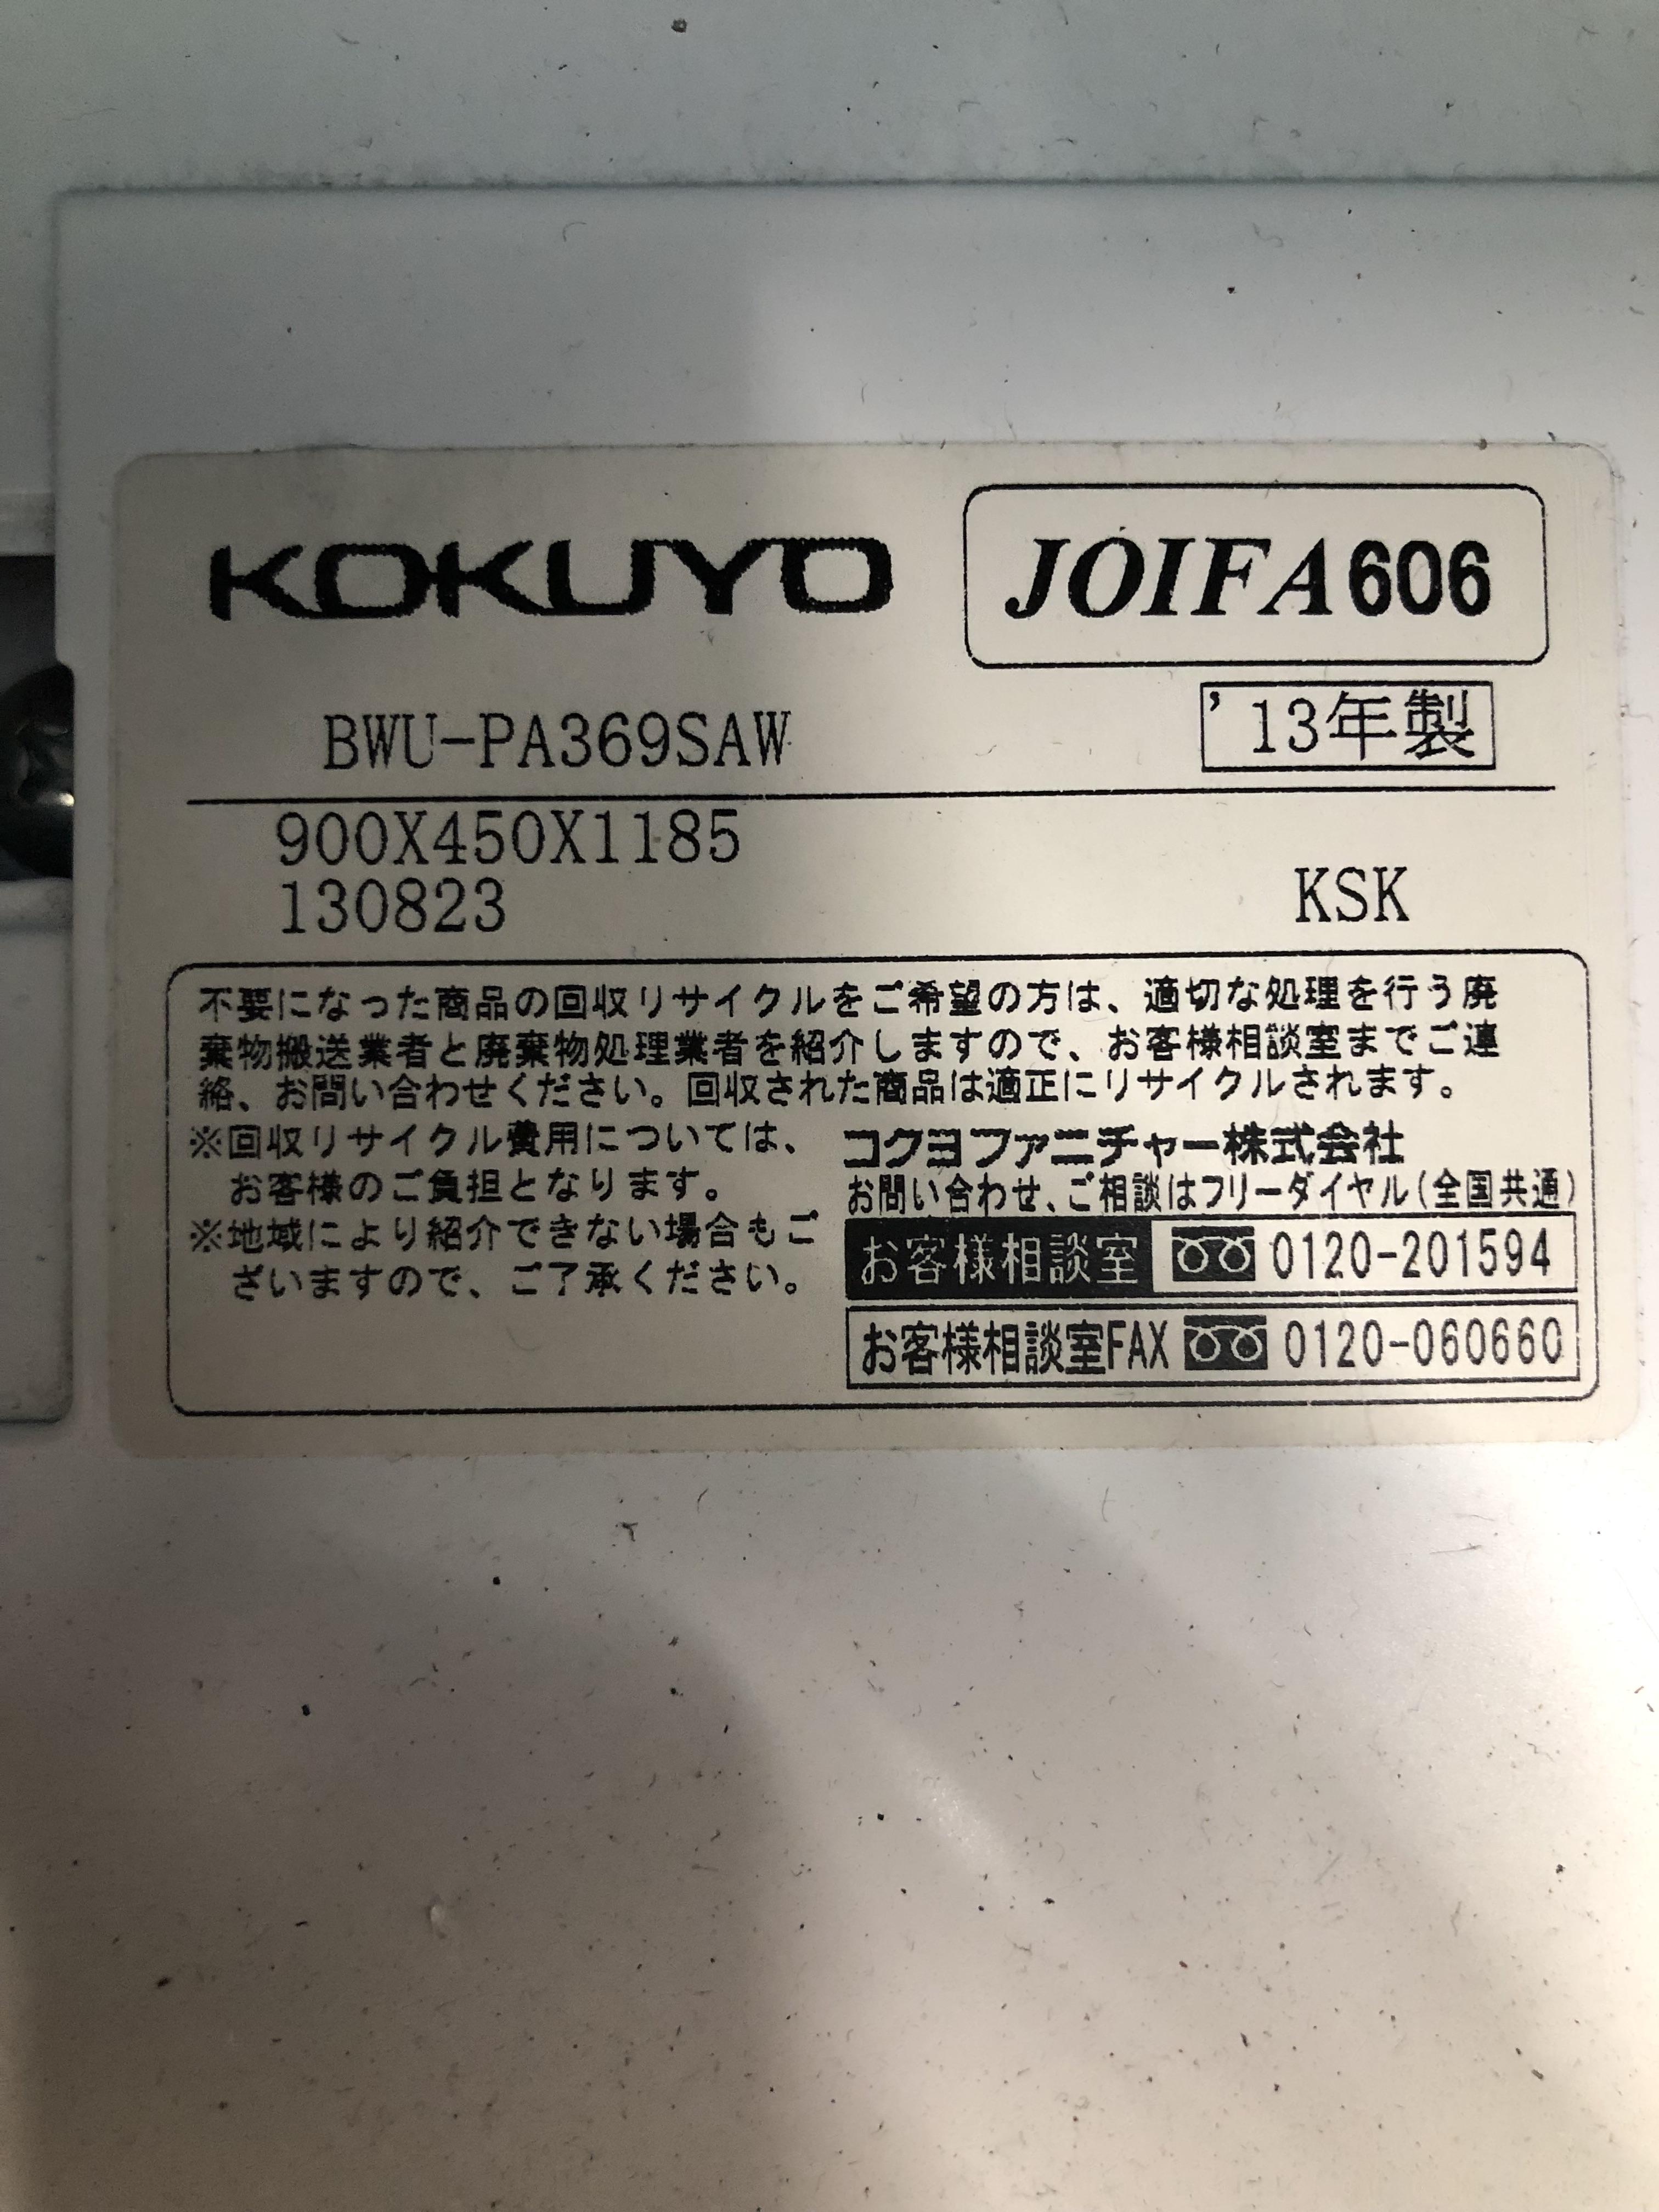 KOKUYO
JOIFA606
BWU-PA369SAW
'13年製
900X450X1185
130823
KSK
不要になった商品の回収リサイクルをご希望の方は、適切な処理を行う廃
棄物搬送業者と廃棄物処理業者を紹介しますので、お客様相談室までご連
絡、お問い合わせください。回収された商品は適正にリサイクルされます。
※回収リサイクル費用については、
お客様のご負担となります。
※地域により紹介できない場合もご
ざいますので、ご了承ください。
コクヨファニチャー株式会社
お問い合わせ、ご相談はフリーダイヤル(全国共通)
お客様相談室 0120-201594
お客様相談室FAX 0120-060660